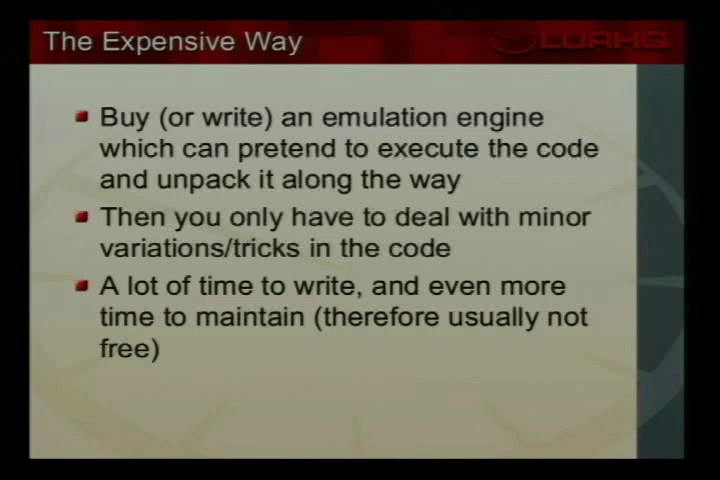 The Expensive Way
LURHQ
Buy (or write) an emulation engine
which can pretend to execute the code
and unpack it along the way
Then you only have to deal with minor
variations/tricks in the code
A lot of time to write, and even more
time to maintain (therefore usually not
free)